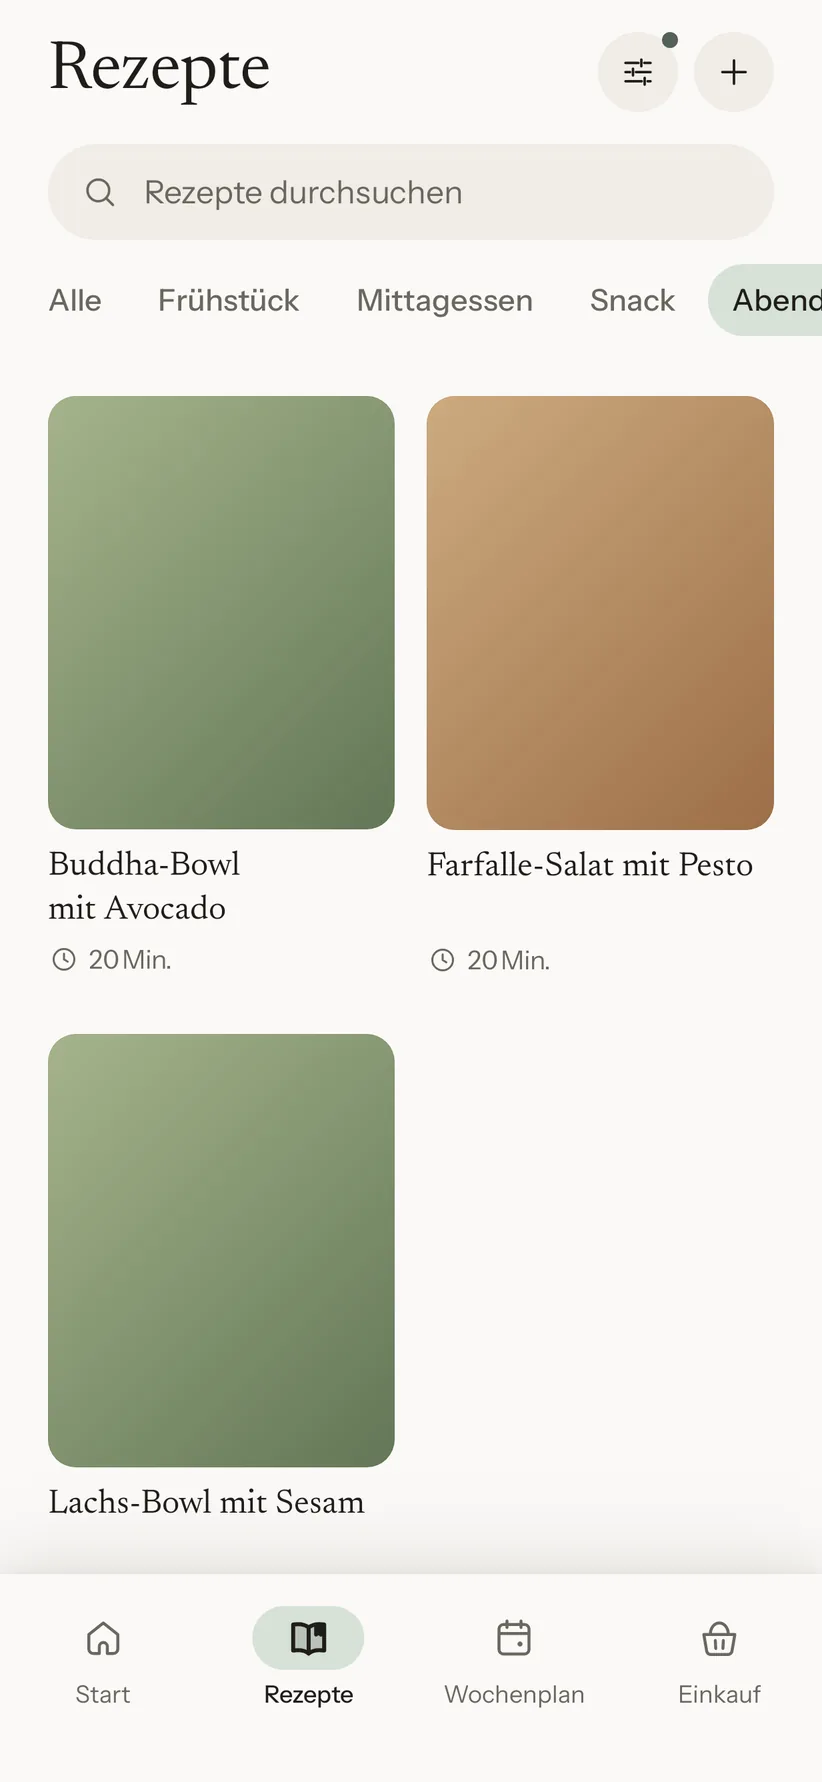 Rezepte
Rezepte durchsuchen
Alle Frühstück Mittagessen Snack Abend
Buddha-Bowl
mit Avocado
20 Min.
Farfalle-Salat mit Pesto
20 Min.
Lachs-Bowl mit Sesam
Start Rezepte Wochenplan Einkauf